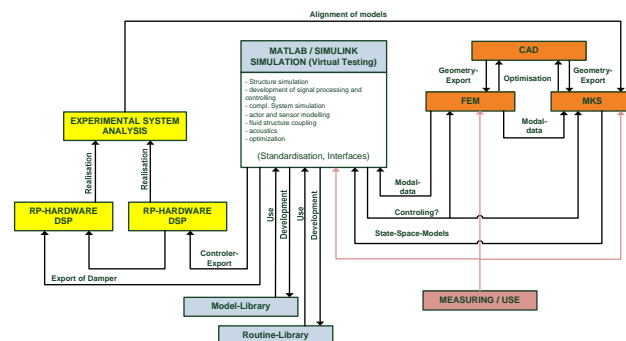 Alignment of models
MATLAB / SIMULINK
SIMULATION (Virtual Testing)
- Structure simulation
- development of signal processing and
controlling
- compl. System simulation
- actor and sensor modelling
- fluid structure coupling
- acoustics
- optimization
(Standardisation, Interfaces)
CAD
Geometry-
Export
Optimisation
Geometry-
Export
FEM
MKS
Modal-
data
EXPERIMENTAL SYSTEM
ANALYSIS
Realisation
Realisation
RP-HARDWARE
DSP
RP-HARDWARE
DSP
Controler-
Export
Export of Damper
Use
Development
Use
Development
Modal-
data
Controling?
State-Space-Models
Model-Library
Routine-Library
MEASURING / USE